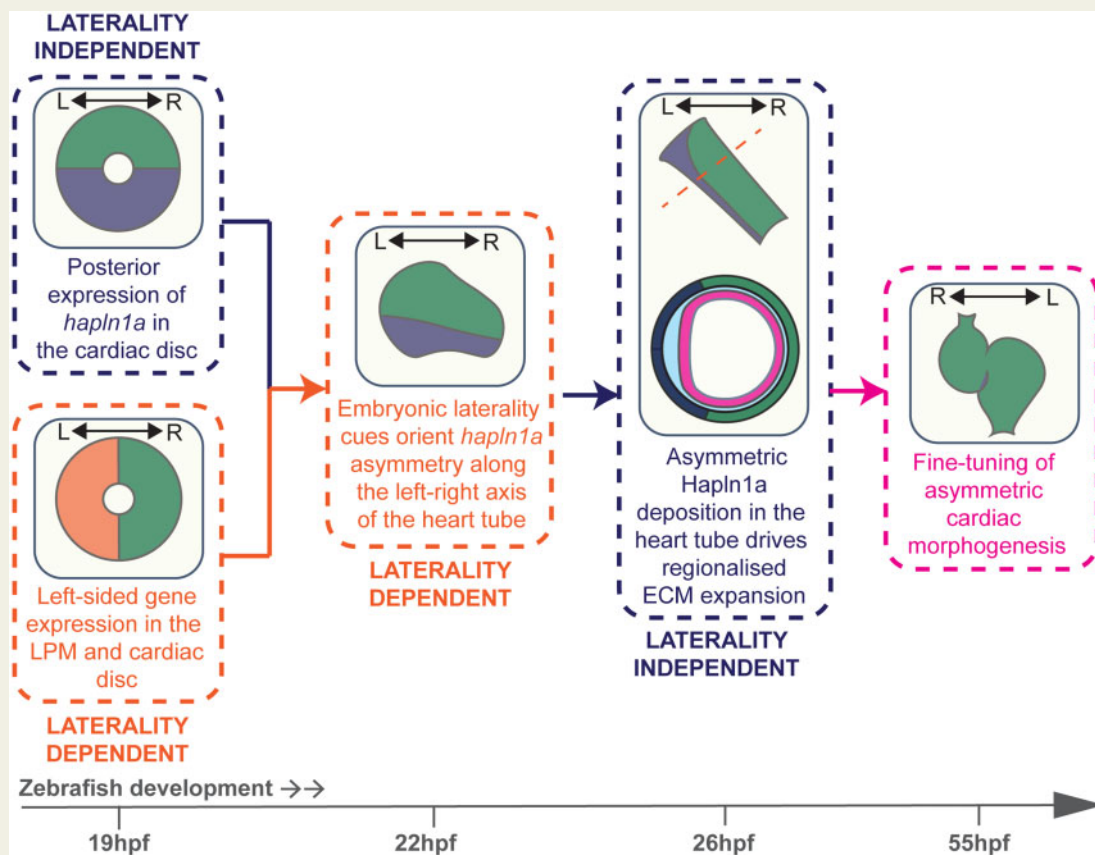 LATERALITY
INDEPENDENT
L R
Posterior
expression of
hapln1a in
the cardiac disc
L R
Left-sided gene
expression in the
LPM and cardiac
disc
LATERALITY
DEPENDENT
L R
Embryonic laterality
cues orient hapln1a
asymmetry along
the left-right axis
of the heart tube
LATERALITY
DEPENDENT
L R
Asymmetric
Hapln1a
deposition in the
heart tube drives
regionalised
ECM expansion
LATERALITY
INDEPENDENT
R L
Fine-tuning of
asymmetric
cardiac
morphogenesis
Zebrafish development →→
19hpf 22hpf 26hpf 55hpf